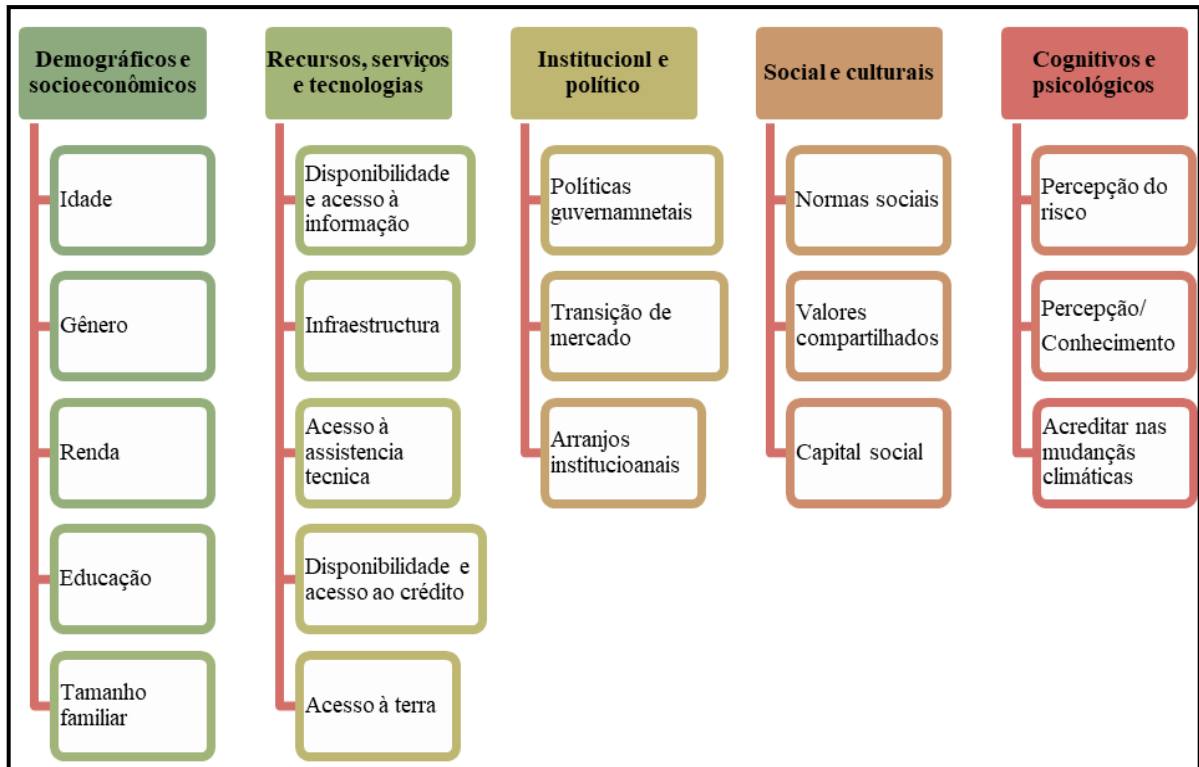 Demográficos e
socioeconômicos
Idade
Gênero
Renda
Educação
Tamanho
familiar
Recursos, serviços
e tecnologias
Disponibilidade
e acesso à
informação
Infraestructura
Acesso à
assistencia
tecnica
Disponibilidade e
acesso ao crédito
Acesso à terra
Institucionl e
político
Políticas
guvernamnetais
Transição de
mercado
Arranjos
institucioanais
Social e culturais
Normas sociais
Valores
compartilhados
Capital social
Cognitivos e
psicológicos
Percepção do
risco
Percepção/
Conhecimento
Acreditar nas
mudançãs
climáticas